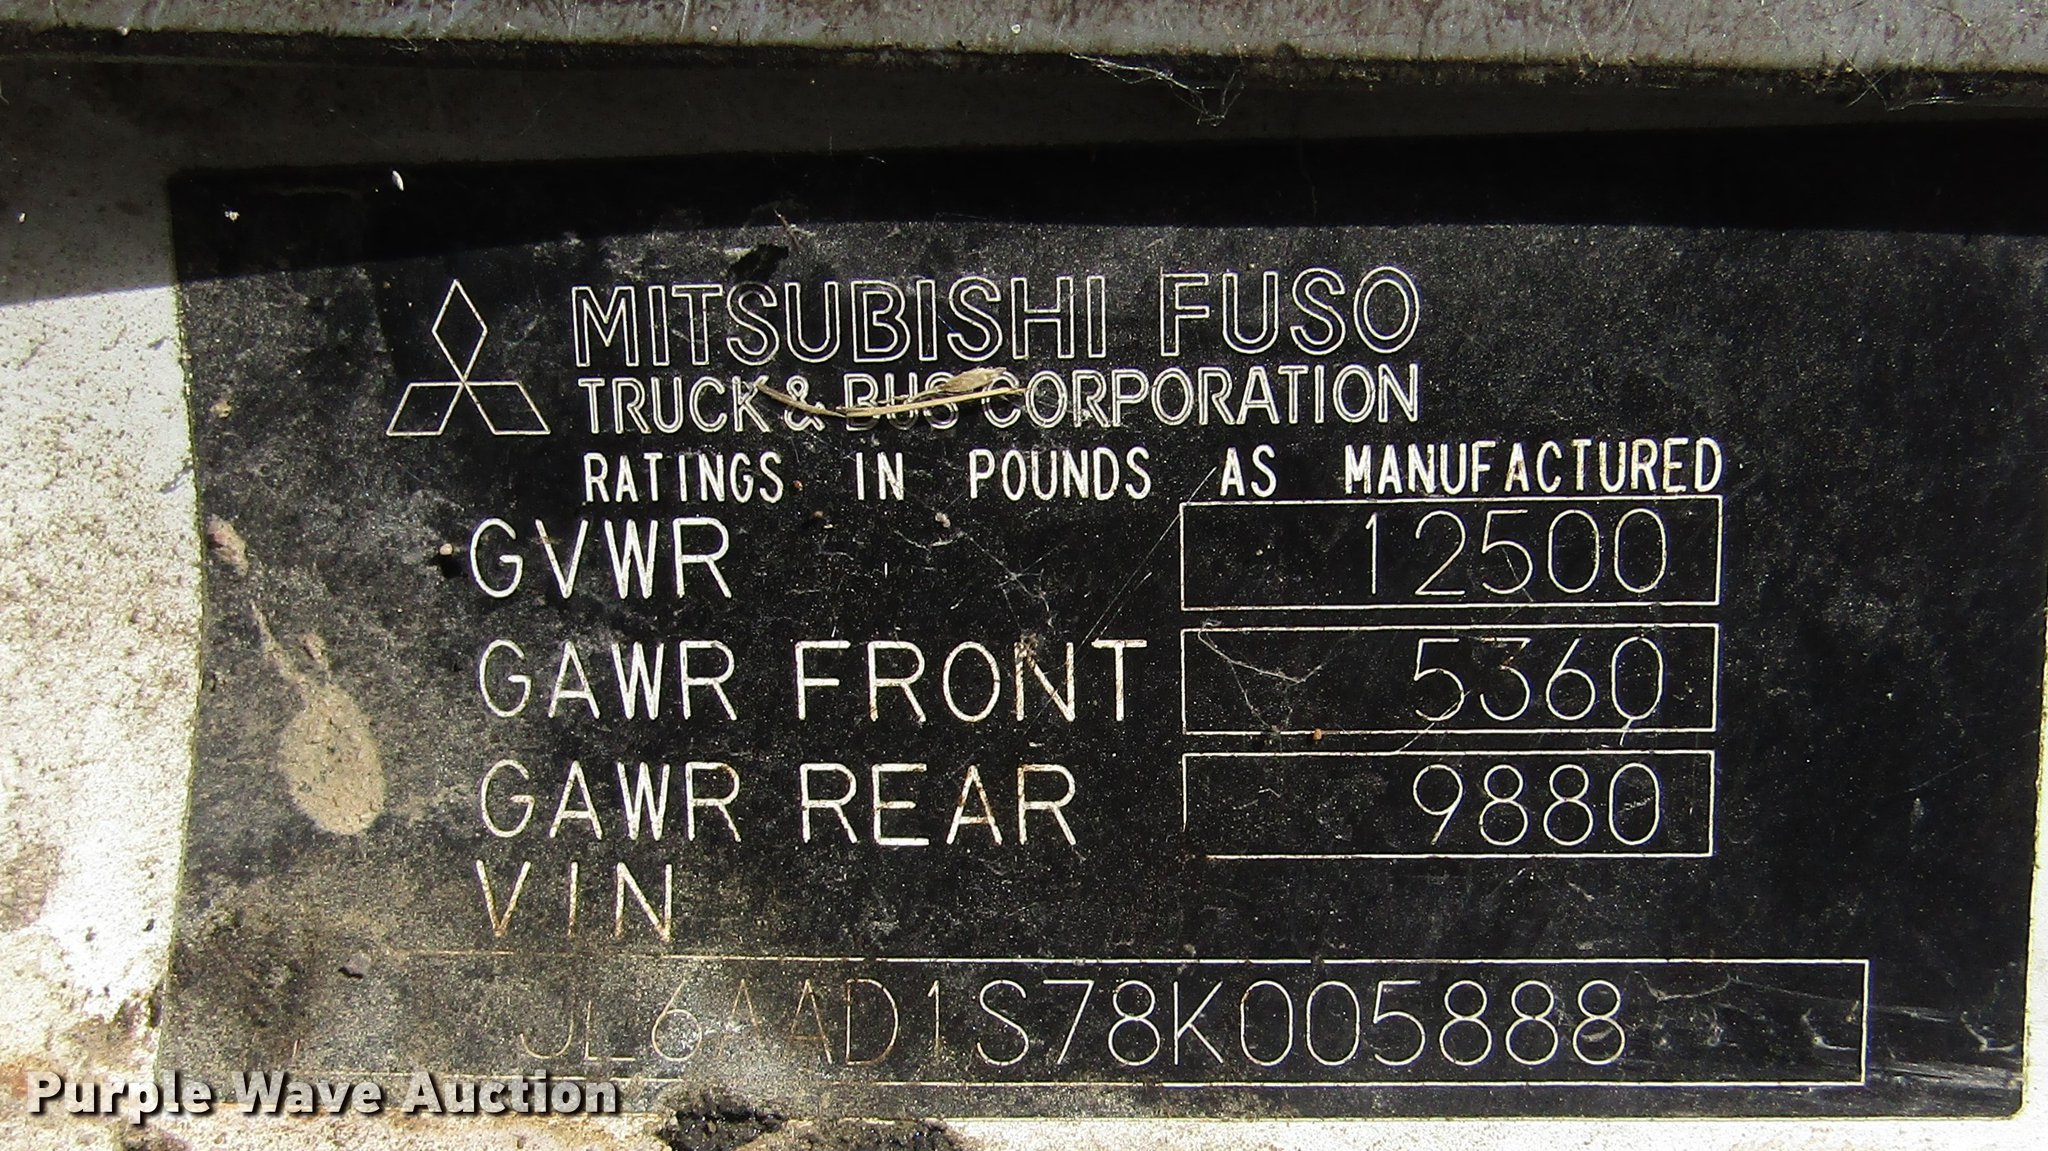 MITSUBISHI FUSO
TRUCK & BUS CORPORATION
RATINGS IN POUNDS AS MANUFACTURED
GVWR 12500
GAWR FRONT 5360
GAWR REAR 9880
VIN
JL6AAD1S78K005888
Purple Wave Auction